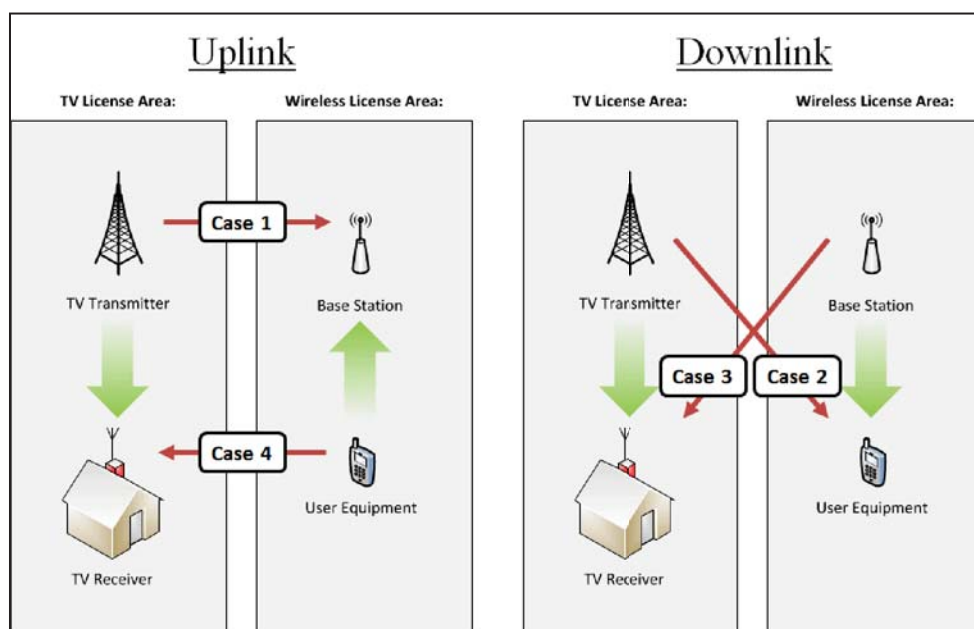 Uplink
TV License Area:
Wireless License Area:
Case 1
TV Transmitter
Base Station
Case 4
TV Receiver
User Equipment
Downlink
TV License Area:
Wireless License Area:
TV Transmitter
Base Station
Case 3
Case 2
TV Receiver
User Equipment